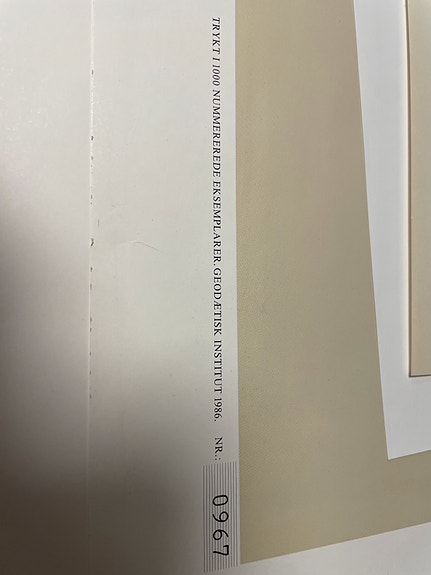 TRYKT I 1000 NUMMEREREDE EKSEMPLARER. GEODÆTISK INSTITUT 1986. NR.: 0967